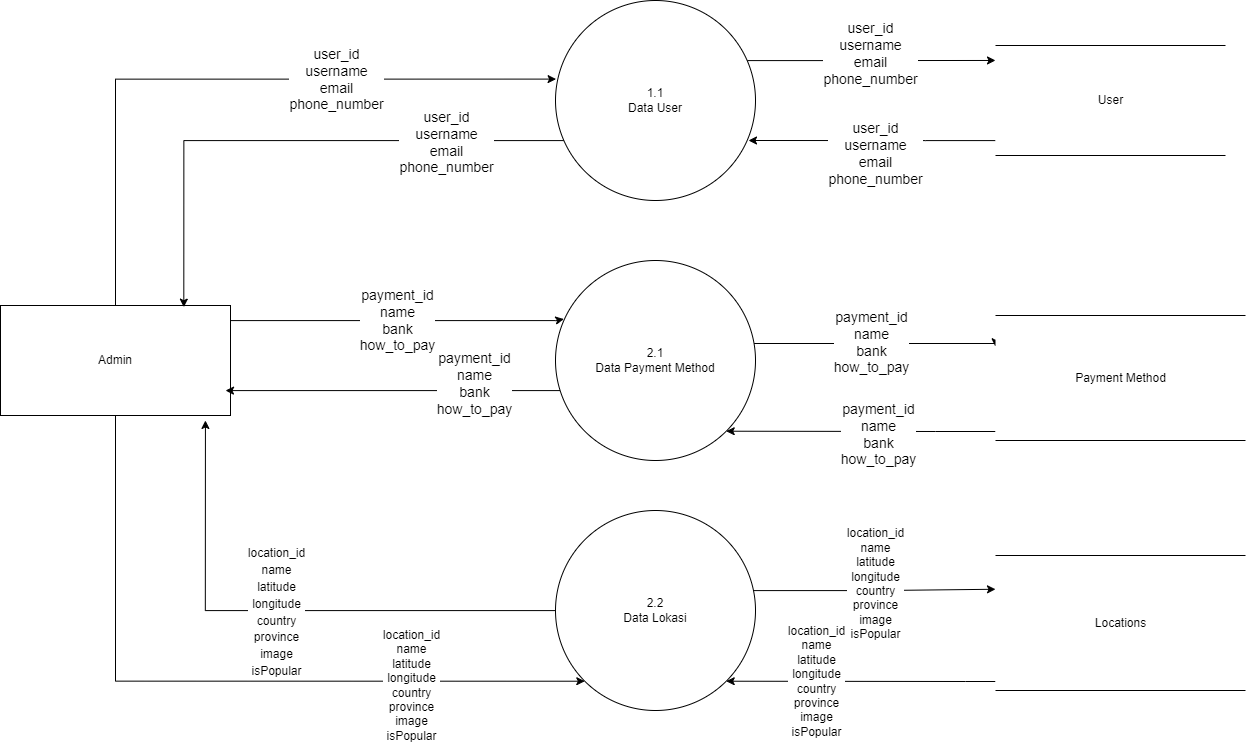 user_id
username
email
phone_number
user_id
username
email
phone_number
1.1
Data User
user_id
username
email
phone_number
user_id
username
email
phone_number
User
Admin
payment_id
name
bank
how_to_pay
payment_id
name
bank
how_to_pay
2.1
Data Payment Method
payment_id
name
bank
how_to_pay
payment_id
name
bank
how_to_pay
Payment Method
location_id
name
latitude
longitude
country
province
image
isPopular
location_id
name
latitude
longitude
country
province
image
isPopular
2.2
Data Lokasi
location_id
name
latitude
longitude
country
province
image
isPopular
location_id
name
latitude
longitude
country
province
image
isPopular
Locations